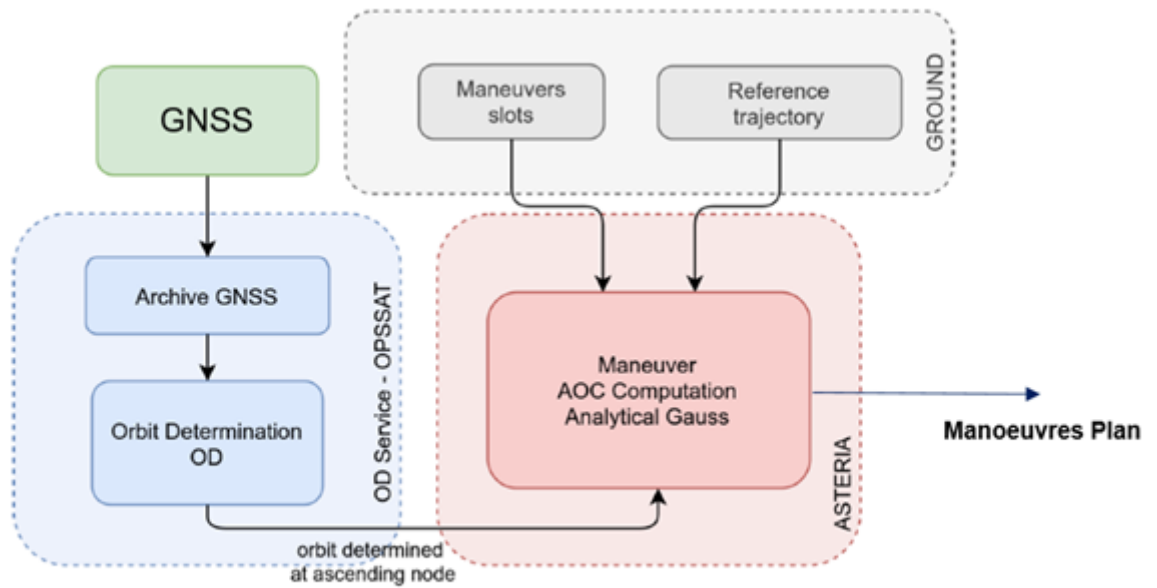 GNSS
Maneuvers
slots
Reference
trajectory
GROUND
Archive GNSS
Orbit Determination
OD
OD Service - OPSSAT
orbit determined
at ascending node
Maneuver
AOC Computation
Analytical Gauss
ASTERIA
Manoeuvres Plan